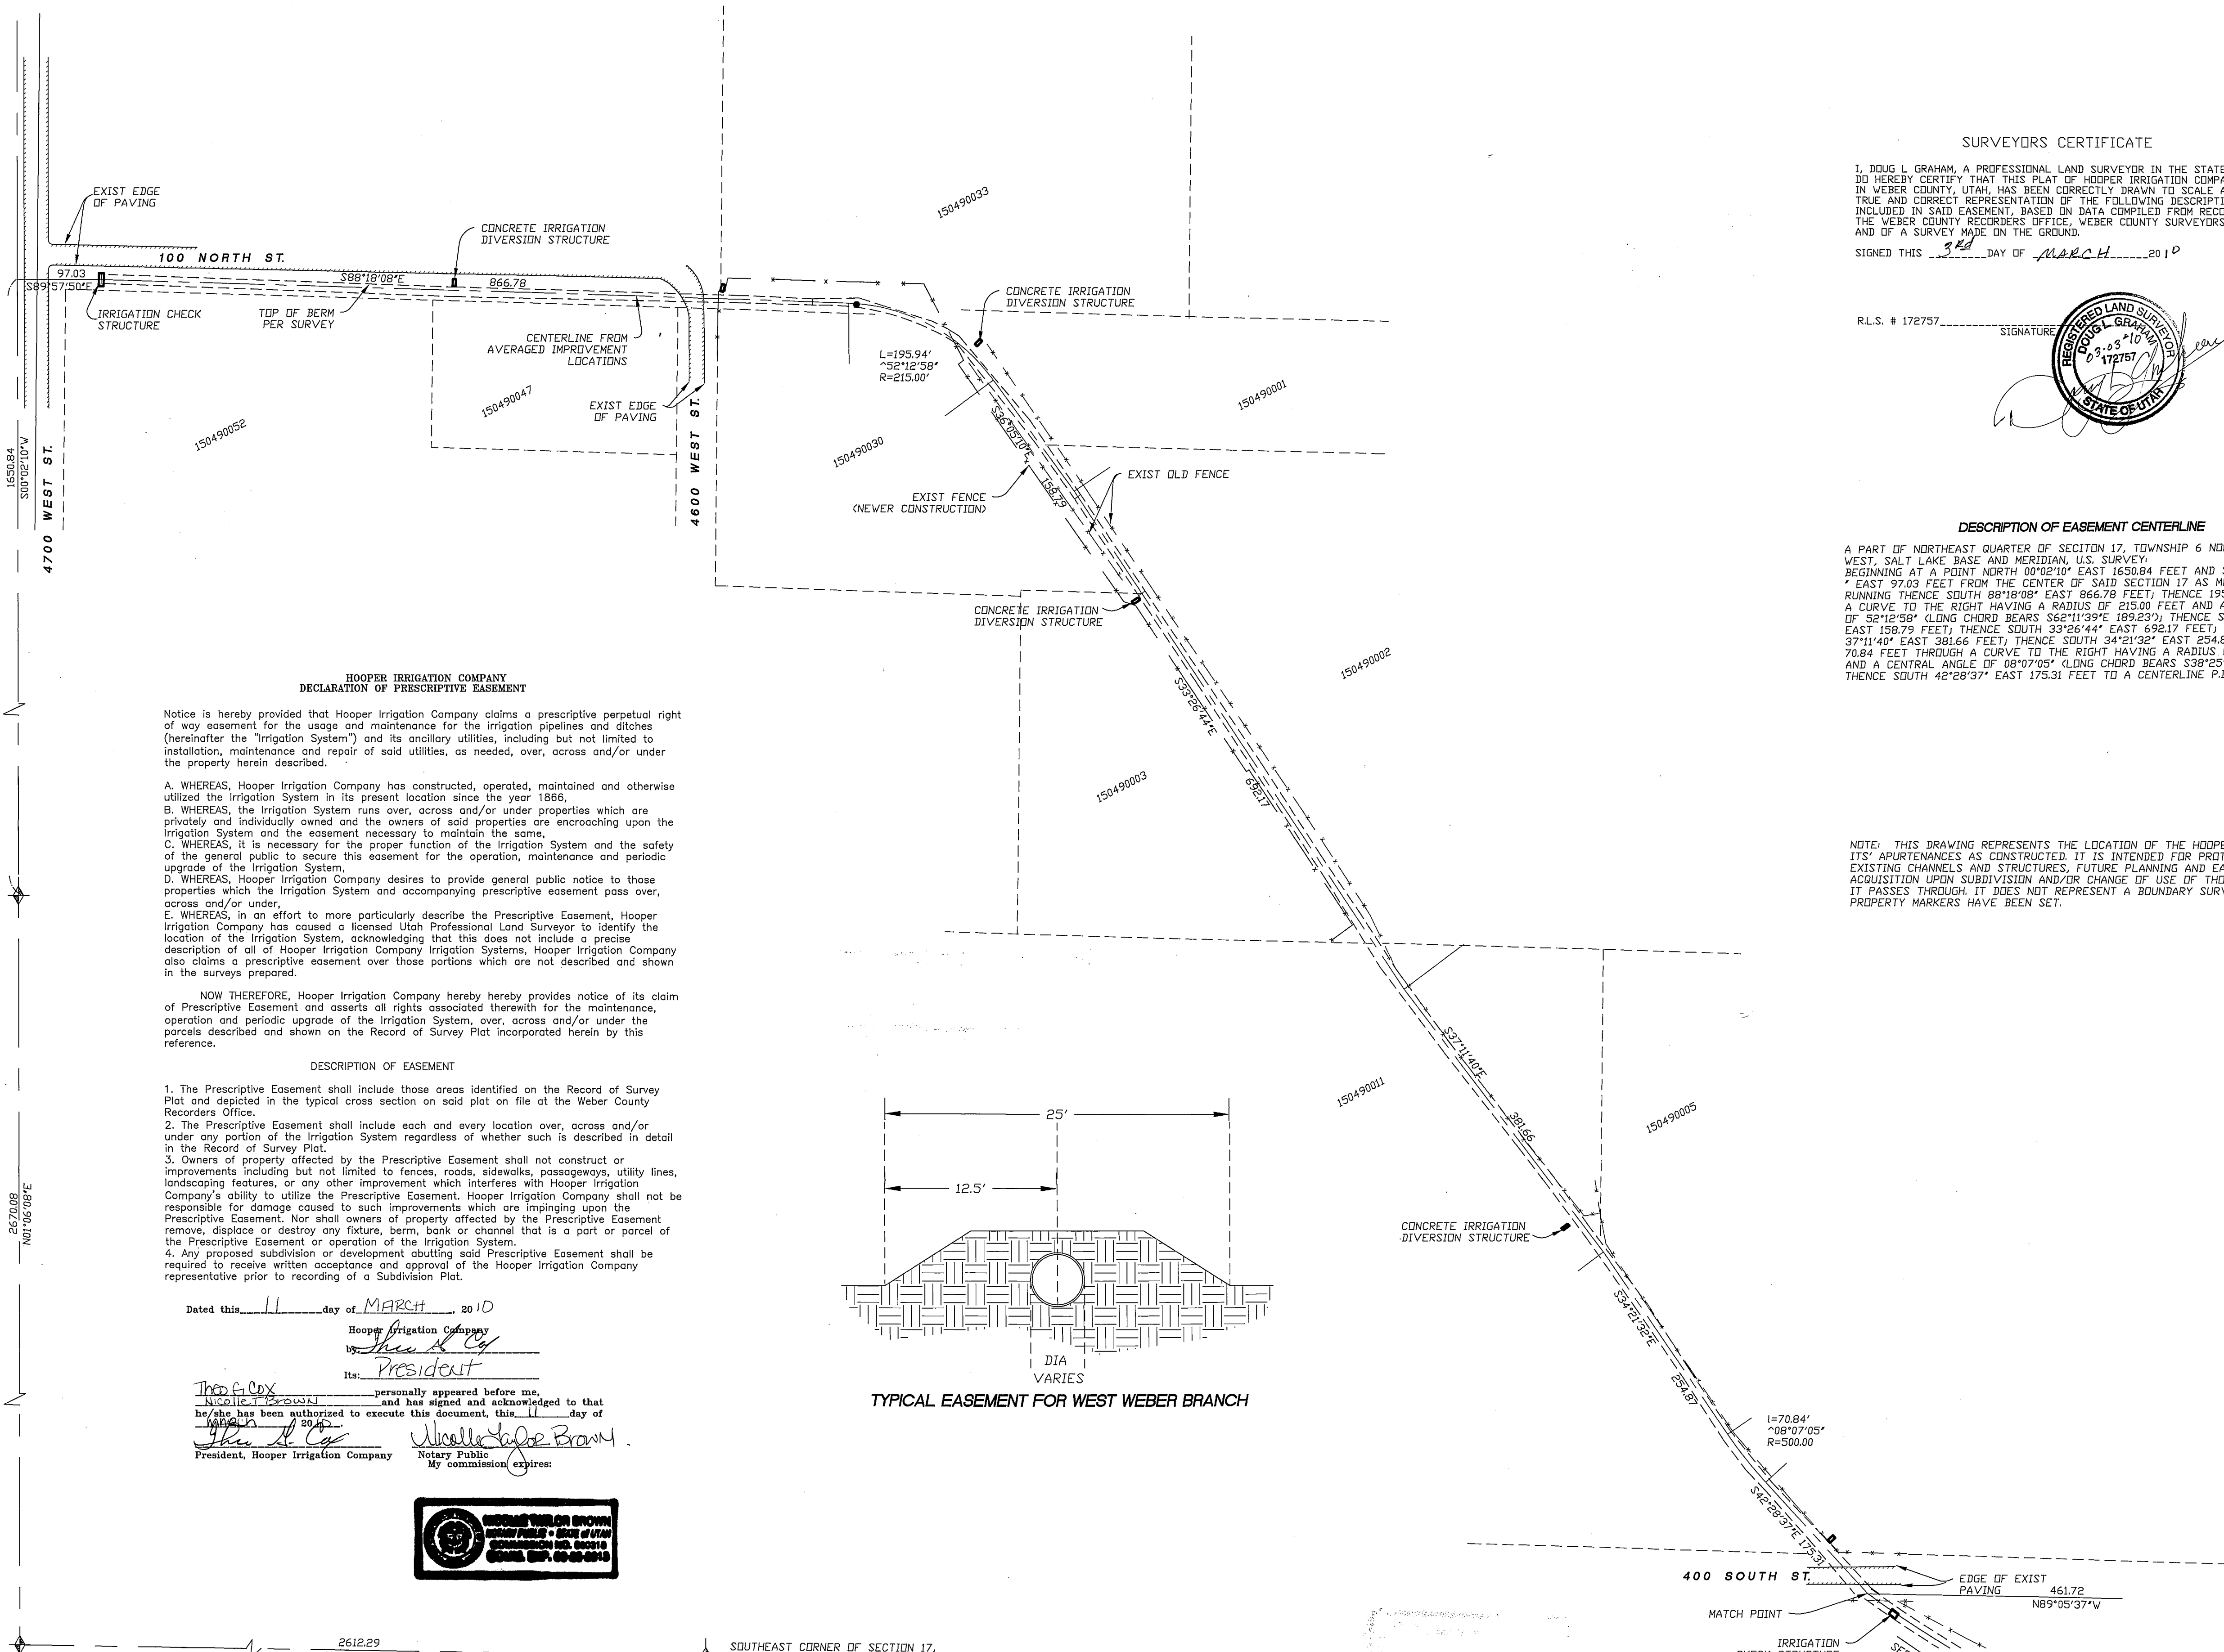 EXIST EDGE
OF PAVING
100 NORTH ST.
97.03
S89°57'50"E
IRRIGATION CHECK
STRUCTURE
TOP OF BERM
PER SURVEY
S88°18'08"E
866.78
CONCRETE IRRIGATION
DIVERSION STRUCTURE
CENTERLINE FROM
AVERAGED IMPROVEMENT
LOCATIONS
EXIST EDGE
OF PAVING
4600 WEST ST.
4700 WEST ST.
1650.84
S00°02'10"W
150490052
150490047
150490033
150490030
150490001
L=195.94'
^52°12'58"
R=215.00'
CONCRETE IRRIGATION
DIVERSION STRUCTURE
S36°05'10"E
158.79
EXIST OLD FENCE
EXIST FENCE
(NEWER CONSTRUCTION)
CONCRETE IRRIGATION
DIVERSION STRUCTURE
150490002
150490003
S33°26'44"E
692.17
S37°11'40"E
381.66
150490011
150490005
CONCRETE IRRIGATION
DIVERSION STRUCTURE
S34°21'32"E
254.87
l=70.84'
^08°07'05"
R=500.00
S42°28'37"E 175.31
400 SOUTH ST.
EDGE OF EXIST
PAVING
461.72
N89°05'37"W
MATCH POINT
IRRIGATION
SURVEYORS CERTIFICATE
I, DOUG L GRAHAM, A PROFESSIONAL LAND SURVEYOR IN THE STATE
DO HEREBY CERTIFY THAT THIS PLAT OF HOOPER IRRIGATION COMPA
IN WEBER COUNTY, UTAH, HAS BEEN CORRECTLY DRAWN TO SCALE A
TRUE AND CORRECT REPRESENTATION OF THE FOLLOWING DESCRIPTI
INCLUDED IN SAID EASEMENT, BASED ON DATA COMPILED FROM RECO
THE WEBER COUNTY RECORDERS OFFICE, WEBER COUNTY SURVEYORS
AND OF A SURVEY MADE ON THE GROUND.
SIGNED THIS 3Rd DAY OF MARCH 2010
R.L.S. # 172757
SIGNATURE
REGISTERED LAND SURVEYOR
DOUG L. GRAHAM
03-03-10
172757
STATE OF UTAH
DESCRIPTION OF EASEMENT CENTERLINE
A PART OF NORTHEAST QUARTER OF SECITON 17, TOWNSHIP 6 NO
WEST, SALT LAKE BASE AND MERIDIAN, U.S. SURVEY:
BEGINNING AT A POINT NORTH 00°02'10" EAST 1650.84 FEET AND S
" EAST 97.03 FEET FROM THE CENTER OF SAID SECTION 17 AS M
RUNNING THENCE SOUTH 88°18'08" EAST 866.78 FEET; THENCE 195
A CURVE TO THE RIGHT HAVING A RADIUS OF 215.00 FEET AND A
OF 52°12'58" (LONG CHORD BEARS S62°11'39"E 189.23'); THENCE S
EAST 158.79 FEET; THENCE SOUTH 33°26'44" EAST 692.17 FEET;
37°11'40" EAST 381.66 FEET; THENCE SOUTH 34°21'32" EAST 254.8
70.84 FEET THROUGH A CURVE TO THE RIGHT HAVING A RADIUS
AND A CENTRAL ANGLE OF 08°07'05" (LONG CHORD BEARS S38°25'
THENCE SOUTH 42°28'37" EAST 175.31 FEET TO A CENTERLINE P.I
NOTE: THIS DRAWING REPRESENTS THE LOCATION OF THE HOOPE
ITS' APURTENANCES AS CONSTRUCTED. IT IS INTENDED FOR PROT
EXISTING CHANNELS AND STRUCTURES, FUTURE PLANNING AND EA
ACQUISITION UPON SUBDIVISION AND/OR CHANGE OF USE OF THO
IT PASSES THROUGH. IT DOES NOT REPRESENT A BOUNDARY SURV
PROPERTY MARKERS HAVE BEEN SET.
HOOPER IRRIGATION COMPANY
DECLARATION OF PRESCRIPTIVE EASEMENT
Notice is hereby provided that Hooper Irrigation Company claims a prescriptive perpetual right
of way easement for the usage and maintenance for the irrigation pipelines and ditches
(hereinafter the "Irrigation System") and its ancillary utilities, including but not limited to
installation, maintenance and repair of said utilities, as needed, over, across and/or under
the property herein described.
A. WHEREAS, Hooper Irrigation Company has constructed, operated, maintained and otherwise
utilized the Irrigation System in its present location since the year 1866,
B. WHEREAS, the Irrigation System runs over, across and/or under properties which are
privately and individually owned and the owners of said properties are encroaching upon the
Irrigation System and the easement necessary to maintain the same,
C. WHEREAS, it is necessary for the proper function of the Irrigation System and the safety
of the general public to secure this easement for the operation, maintenance and periodic
upgrade of the Irrigation System,
D. WHEREAS, Hooper Irrigation Company desires to provide general public notice to those
properties which the Irrigation System and accompanying prescriptive easement pass over,
across and/or under,
E. WHEREAS, in an effort to more particularly describe the Prescriptive Easement, Hooper
Irrigation Company has caused a licensed Utah Professional Land Surveyor to identify the
location of the Irrigation System, acknowledging that this does not include a precise
description of all of Hooper Irrigation Company Irrigation Systems, Hooper Irrigation Company
also claims a prescriptive easement over those portions which are not described and shown
in the surveys prepared.
NOW THEREFORE, Hooper Irrigation Company hereby hereby provides notice of its claim
of Prescriptive Easement and asserts all rights associated therewith for the maintenance,
operation and periodic upgrade of the Irrigation System, over, across and/or under the
parcels described and shown on the Record of Survey Plat incorporated herein by this
reference.
DESCRIPTION OF EASEMENT
1. The Prescriptive Easement shall include those areas identified on the Record of Survey
Plat and depicted in the typical cross section on said plat on file at the Weber County
Recorders Office.
2. The Prescriptive Easement shall include each and every location over, across and/or
under any portion of the Irrigation System regardless of whether such is described in detail
in the Record of Survey Plat.
3. Owners of property affected by the Prescriptive Easement shall not construct or
improvements including but not limited to fences, roads, sidewalks, passageways, utility lines,
landscaping features, or any other improvement which interferes with Hooper Irrigation
Company's ability to utilize the Prescriptive Easement. Hooper Irrigation Company shall not be
responsible for damage caused to such improvements which are impinging upon the
Prescriptive Easement. Nor shall owners of property affected by the Prescriptive Easement
remove, displace or destroy any fixture, berm, bank or channel that is a part or parcel of
the Prescriptive Easement or operation of the Irrigation System.
4. Any proposed subdivision or development abutting said Prescriptive Easement shall be
required to receive written acceptance and approval of the Hooper Irrigation Company
representative prior to recording of a Subdivision Plat.
Dated this 11 day of MARCH, 2010
Hooper Irrigation Company
by: Theo G Cox
Its: President
Theo G Cox personally appeared before me,
Nicolle T Brown and has signed and acknowledged to that
he/she has been authorized to execute this document, this 11 day of
March 2010.
Theo G. Cox
Nicolle Taylor Brown
President, Hooper Irrigation Company
Notary Public
My commission expires:
NICOLLE TAYLOR BROWN
NOTARY PUBLIC • STATE of UTAH
COMMISSION NO.
COMM. EXP.
25'
12.5'
DIA
VARIES
TYPICAL EASEMENT FOR WEST WEBER BRANCH
2670.08
N01°06'08"E
2612.29
SOUTHEAST CORNER OF SECTION 17,